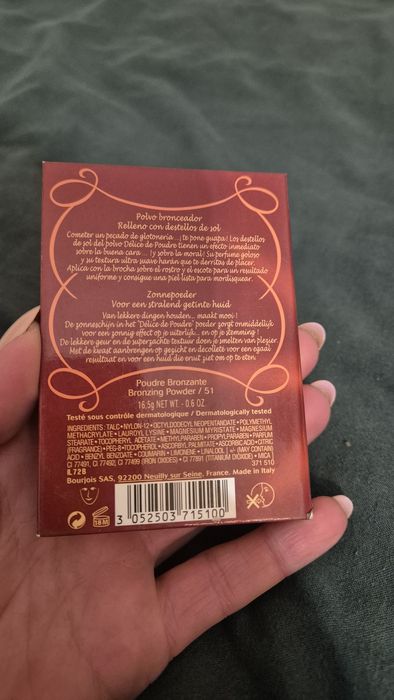 Polvo bronceador
Relleno con destellos de sol
Cometer un pecado de glotonería... ¡te pone guapa! Los destellos
de sol del polvo Délice de Poudre tienen un efecto inmediato
sobre la buena cara... ¡y sobre la moral! Su perfume goloso
y su textura ultra suave harán que te derritas de placer.
Aplica con la brocha sobre el rostro y el escote para un resultado
uniforme y consigue una piel lista para mordisquear.
Zonnepoeder
Voor een stralend getinte huid
Van lekkere dingen houden... maakt mooi !
De zonneschijn in het "Délice de Poudre" poeder zorgt onmiddellijk
voor een zonnig effect op je uiterlijk... en op je stemming !
De lekkere geur en de superzachte textuur doen je smelten van plezier.
Met de kwast aanbrengen op gezicht en decolleté voor een egaal
resultaat en voor een huid die eruit ziet om op te eten.
Poudre Bronzante
Bronzing Powder / 51
16.5g NET WT. - 0.6 OZ.
Testé sous contrôle dermatologique / Dermatologically tested
INGREDIENTS: TALC • NYLON-12 • OCTYLDODECYL NEOPENTANOATE • POLYMETHYL
METHACRYLATE • LAUROYL LYSINE • MAGNESIUM MYRISTATE • MAGNESIUM
STEARATE • TOCOPHERYL ACETATE • METHYLPARABEN • PROPYLPARABEN • PARFUM
(FRAGRANCE) • PEG-8 • TOCOPHEROL • ASCORBYL PALMITATE • ASCORBIC ACID • CITRIC
ACID • BENZYL BENZOATE • COUMARIN • LIMONENE • LINALOOL | +/- (MAY CONTAIN)
CI 77491, CI 77492, CI 77499 (IRON OXIDES) • CI 77891 (TITANIUM DIOXIDE) • MICA
IL72B 371 510
Bourjois SAS, 92200 Neuilly sur Seine. France. Made in Italy
18M
3 052503 715100